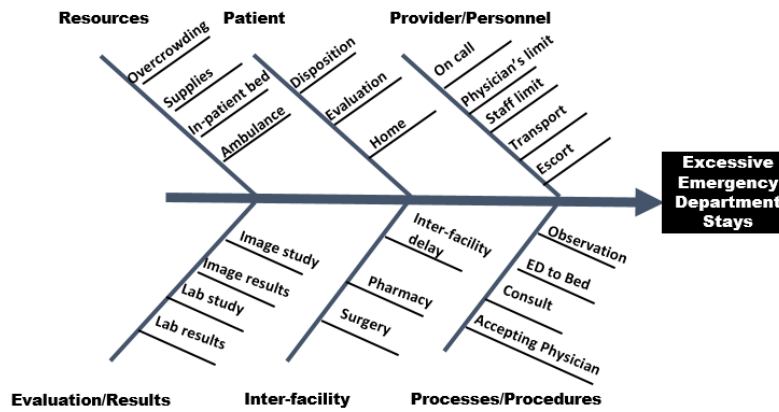 Resources
Patient
Provider/Personnel
Overcrowding
Supplies
In-patient bed
Ambulance
Disposition
Evaluation
Home
On call
Physician's limit
Staff limit
Transport
Escort
Excessive
Emergency
Department
Stays
Image study
Image results
Lab study
Lab results
Inter-facility
delay
Pharmacy
Surgery
Observation
ED to Bed
Consult
Accepting Physician
Evaluation/Results
Inter-facility
Processes/Procedures